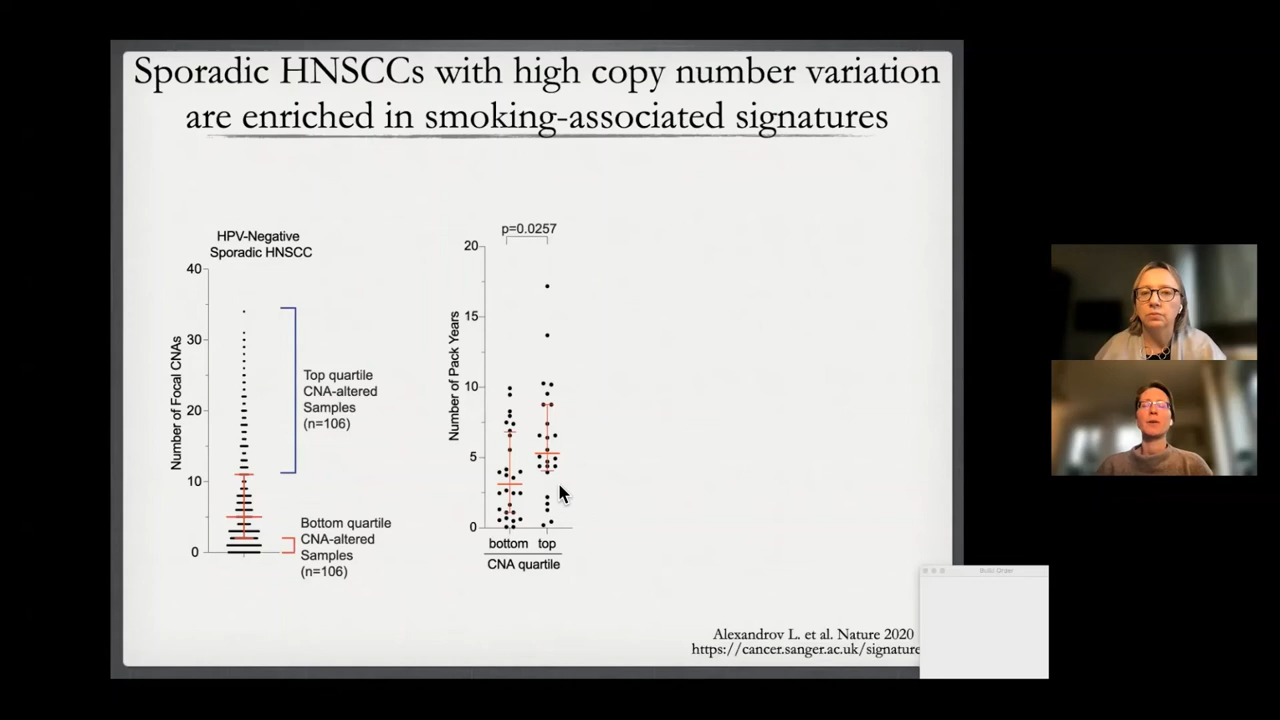 Sporadic HNSCCs with high copy number variation
are enriched in smoking-associated signatures
HPV-Negative
Sporadic HNSCC
Number of Focal CNAs
40
30
20
10
0
Top quartile
CNA-altered
Samples
(n=106)
Bottom quartile
CNA-altered
Samples
(n=106)
p=0.0257
Number of Pack Years
20
15
10
5
0
bottom top
CNA quartile
Alexandrov L. et al. Nature 2020
https://cancer.sanger.ac.uk/signature